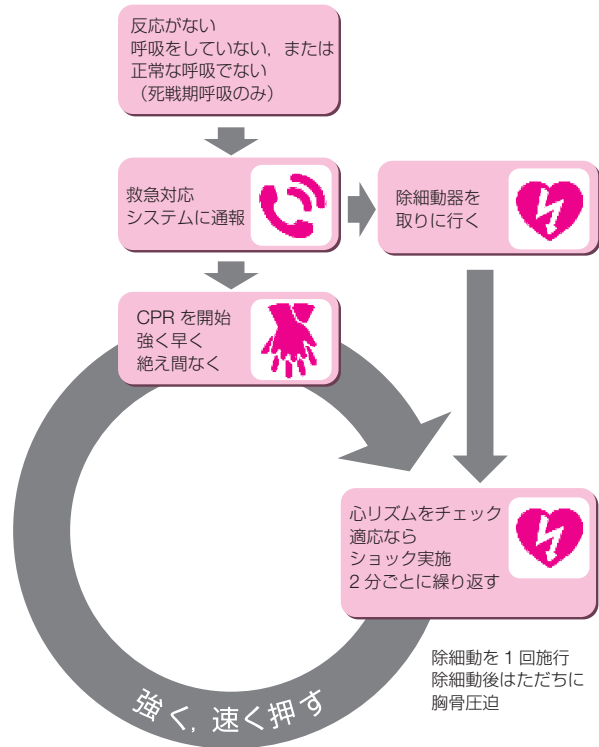 反応がない
呼吸をしていない，または
正常な呼吸でない
（死戦期呼吸のみ）
救急対応
システムに通報
除細動器を
取りに行く
CPR を開始
強く早く
絶え間なく
心リズムをチェック
適応なら
ショック実施
2 分ごとに繰り返す
除細動を 1 回施行
除細動後はただちに
胸骨圧迫
強く，速く押す